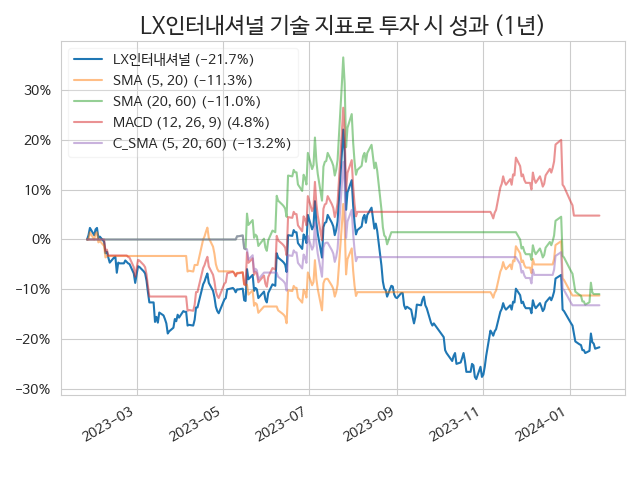 LX인터내셔널 기술 지표로 투자 시 성과 (1년)
LX인터내셔널 (−21.7%)
SMA (5, 20) (−11.3%)
SMA (20, 60) (−11.0%)
MACD (12, 26, 9) (4.8%)
C_SMA (5, 20, 60) (−13.2%)
30%
20%
10%
0%
−10%
−20%
−30%
2023−03
2023−05
2023−07
2023−09
2023−11
2024−01